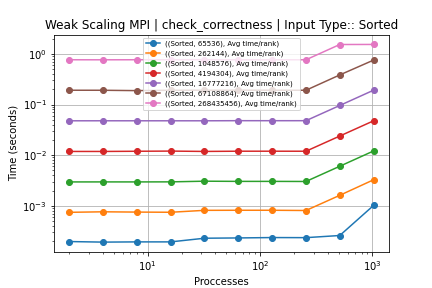 Weak Scaling MPI | check_correctness | Input Type:: Sorted
((Sorted, 65536), Avg time/rank)
((Sorted, 262144), Avg time/rank)
((Sorted, 1048576), Avg time/rank)
((Sorted, 4194304), Avg time/rank)
((Sorted, 16777216), Avg time/rank)
((Sorted, 67108864), Avg time/rank)
((Sorted, 268435456), Avg time/rank)
Time (seconds)
10⁰
10⁻¹
10⁻²
10⁻³
10¹
10²
10³
Proccesses